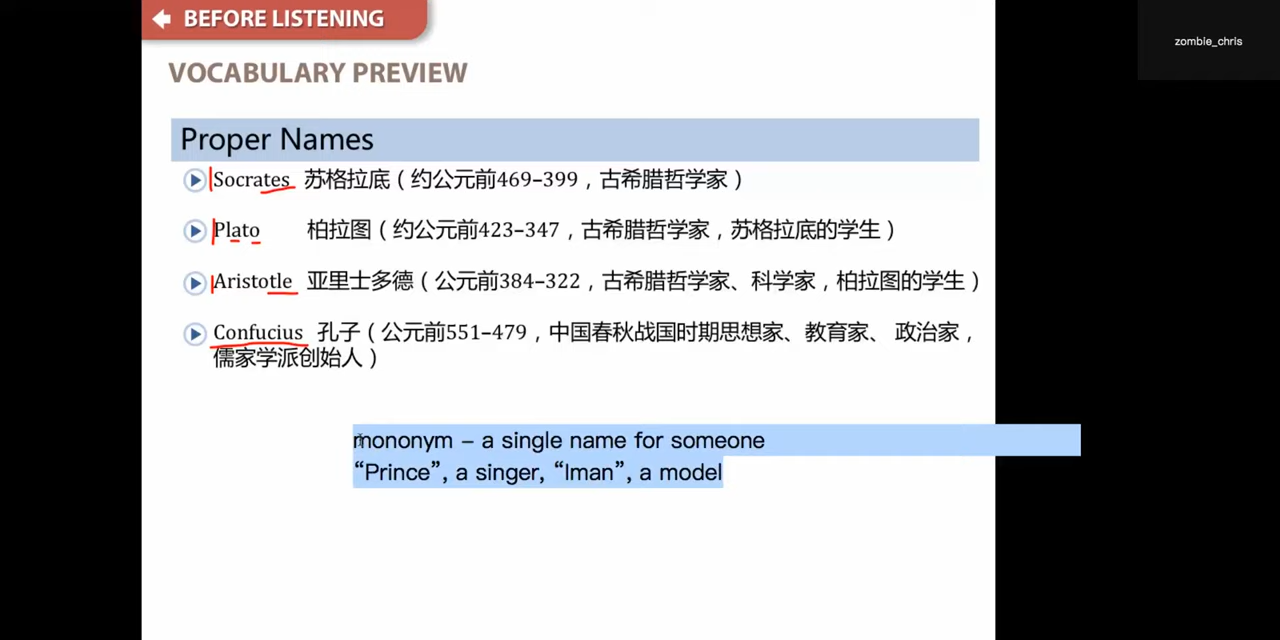 BEFORE LISTENING
zombie_chris
VOCABULARY PREVIEW
Proper Names
Socrates 苏格拉底（约公元前469–399，古希腊哲学家）
Plato 柏拉图（约公元前423–347，古希腊哲学家，苏格拉底的学生）
Aristotle 亚里士多德（公元前384–322，古希腊哲学家、科学家，柏拉图的学生）
Confucius 孔子（公元前551–479，中国春秋战国时期思想家、教育家、 政治家，
儒家学派创始人）
mononym – a single name for someone
“Prince”, a singer, “Iman”, a model